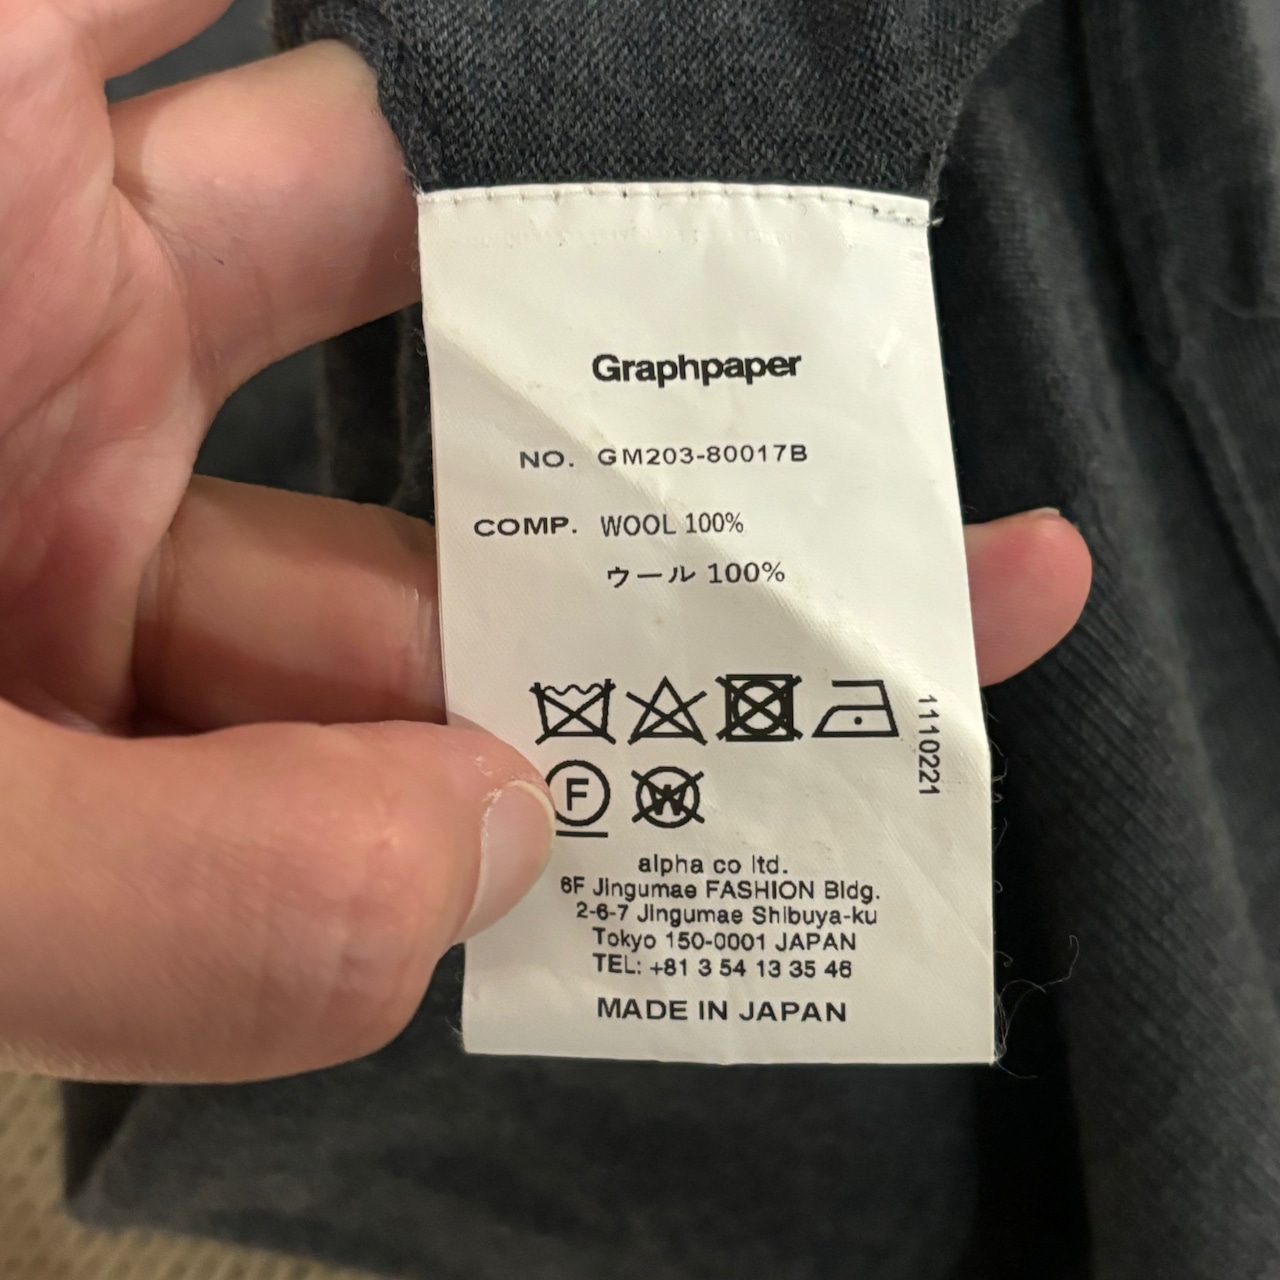 Graphpaper
NO. GM203-80017B
COMP. WOOL 100%
ウール 100%
1110221
F
W
alpha co ltd.
6F Jingumae FASHION Bldg.
2-6-7 Jingumae Shibuya-ku
Tokyo 150-0001 JAPAN
TEL: +81 3 54 13 35 46
MADE IN JAPAN